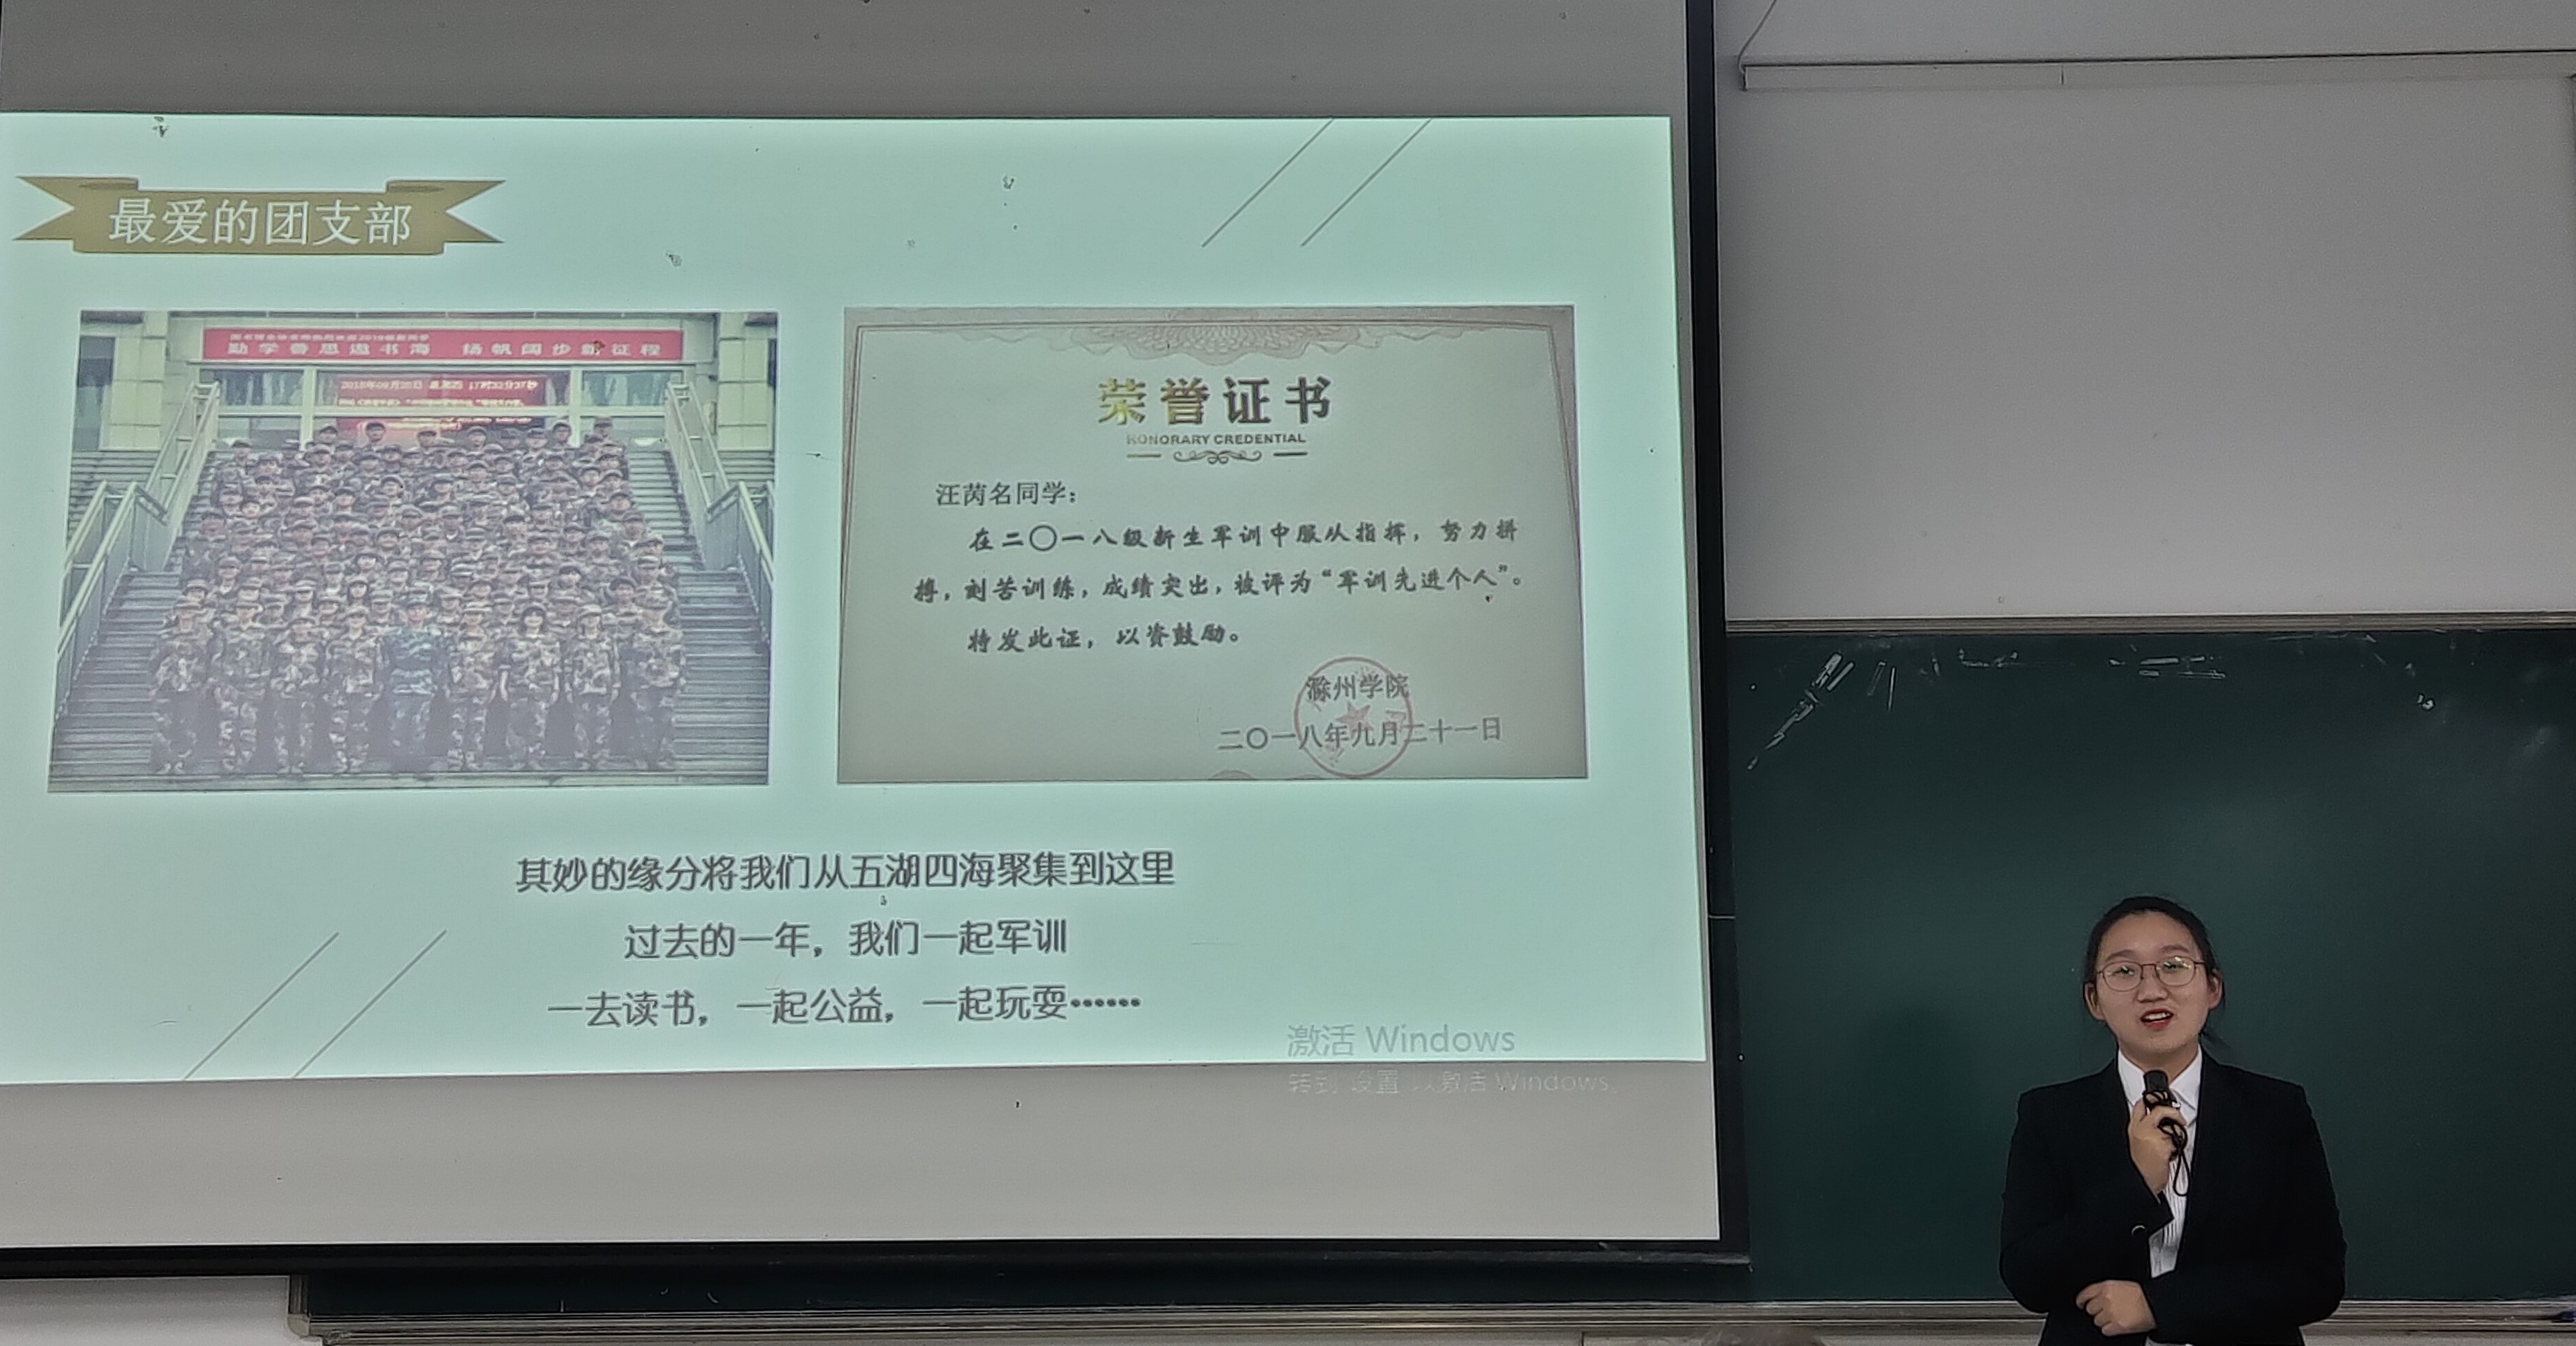 最爱的团支部
勤学善思遨书海 扬帆阔步新征程
荣誉证书
HONORARY CREDENTIAL
汪苘名同学：
在二〇一八级新生军训中服从指挥，努力拼
搏，刻苦训练，成绩突出，被评为“军训先进个人”。
特发此证，以资鼓励。
滁州学院
二〇一八年九月二十一日
其妙的缘分将我们从五湖四海聚集到这里
过去的一年，我们一起军训
一去读书，一起公益，一起玩耍……
激活 Windows
转到“设置”以激活 Windows。